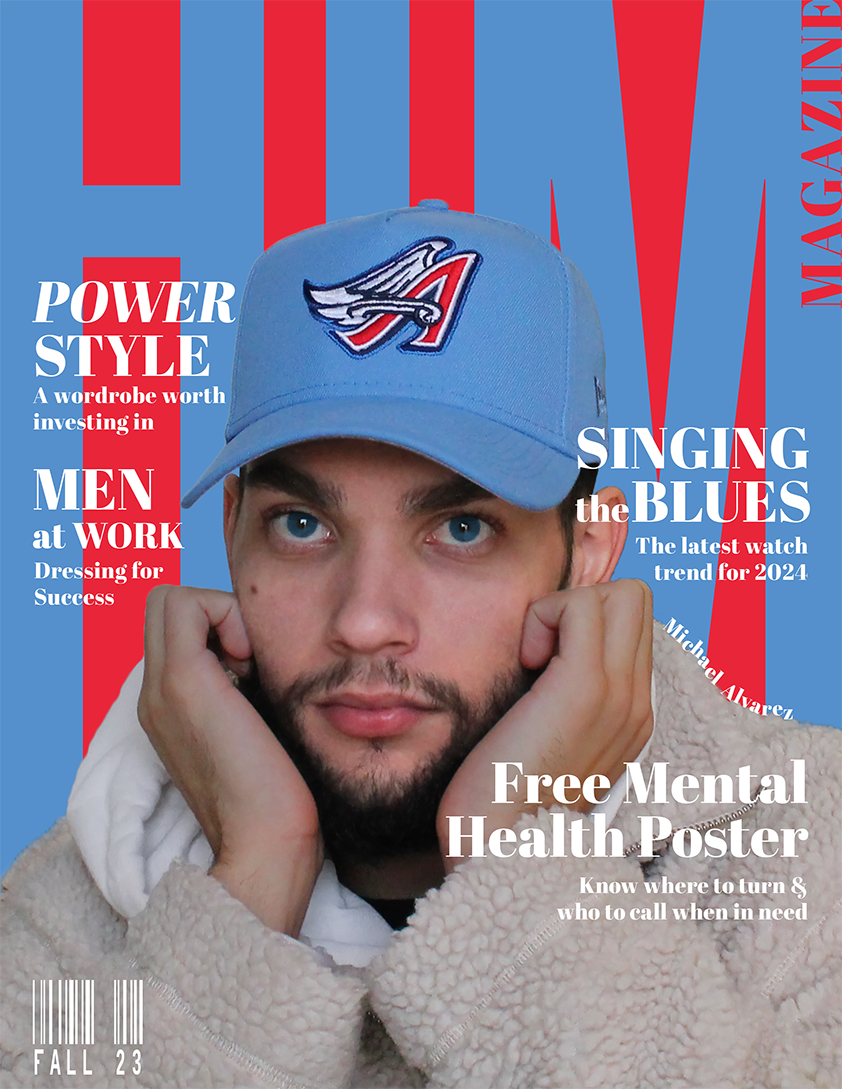 HIM
MAGAZINE
POWER
STYLE
A wordrobe worth
investing in
MEN
at WORK
Dressing for
Success
A
SINGING
the BLUES
The latest watch
trend for 2024
Michael Alvarez
Free Mental
Health Poster
Know where to turn &
who to call when in need
FALL 23